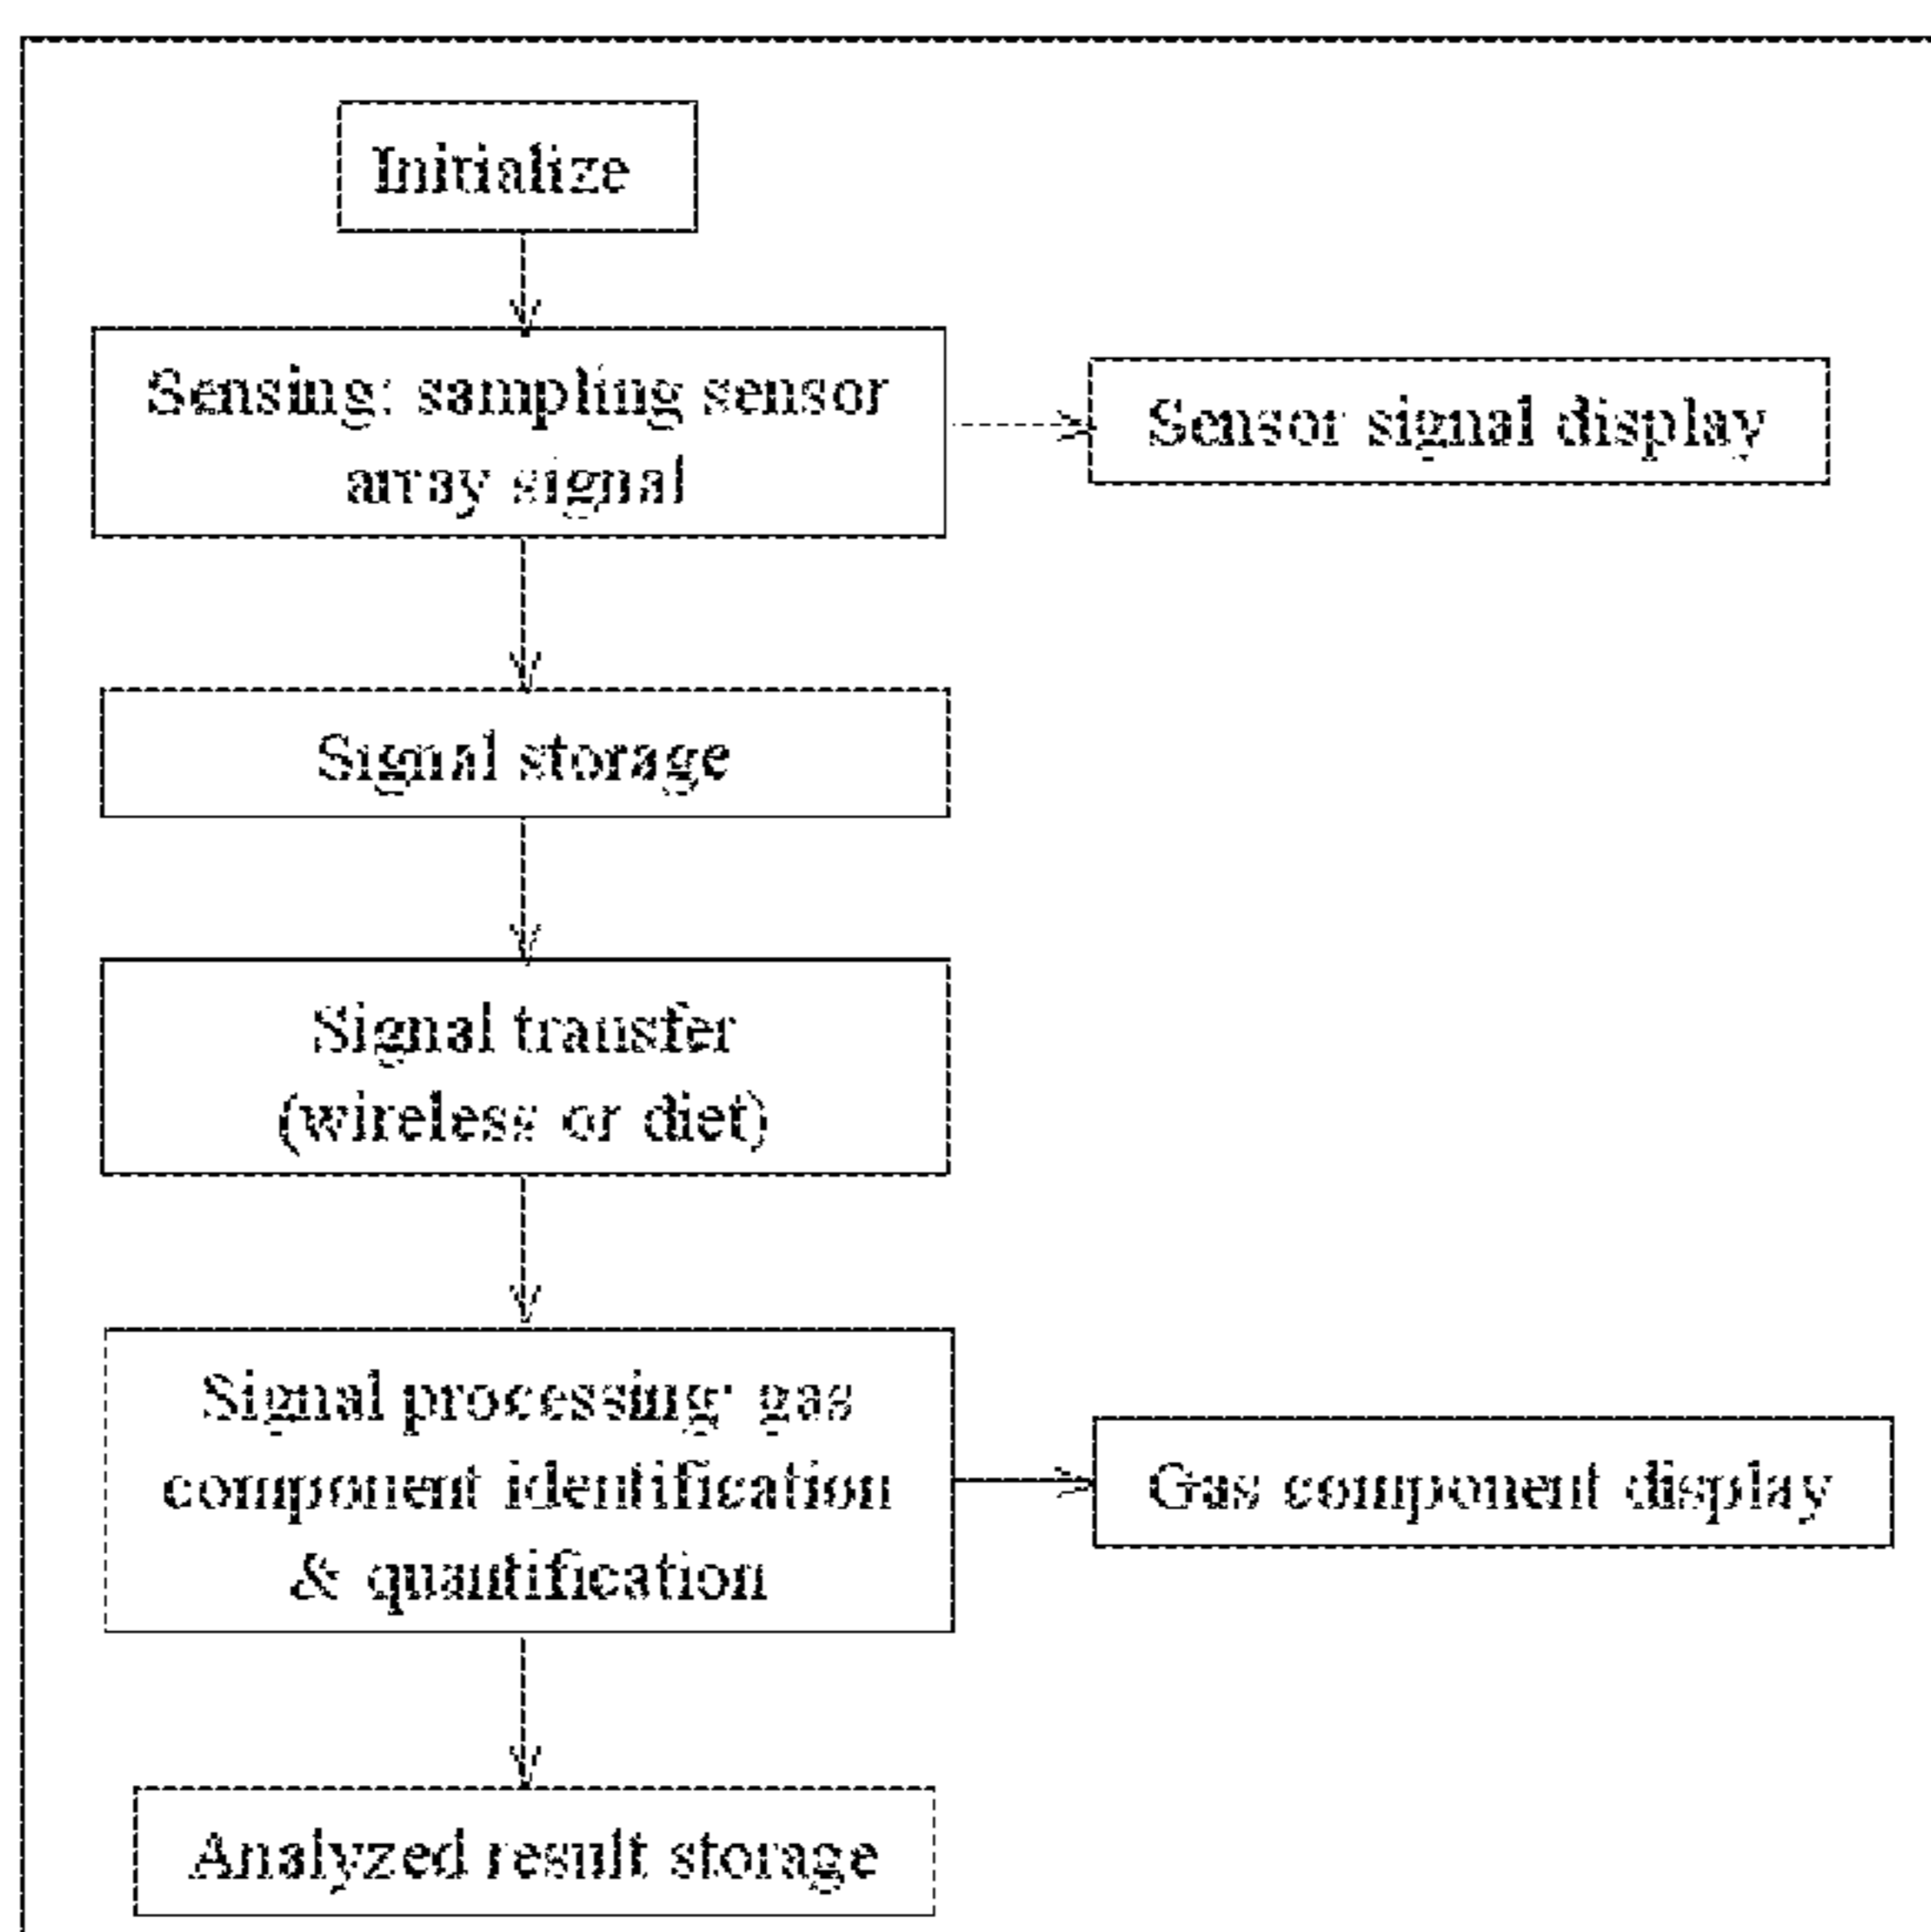 Initialize
Sensing: sampling sensor
array signal
Sensor signal display
Signal storage
Signal transfer
(wireless or diet)
Signal processing: gas
component identification
& quantification
Gas component display
Analyzed result storage